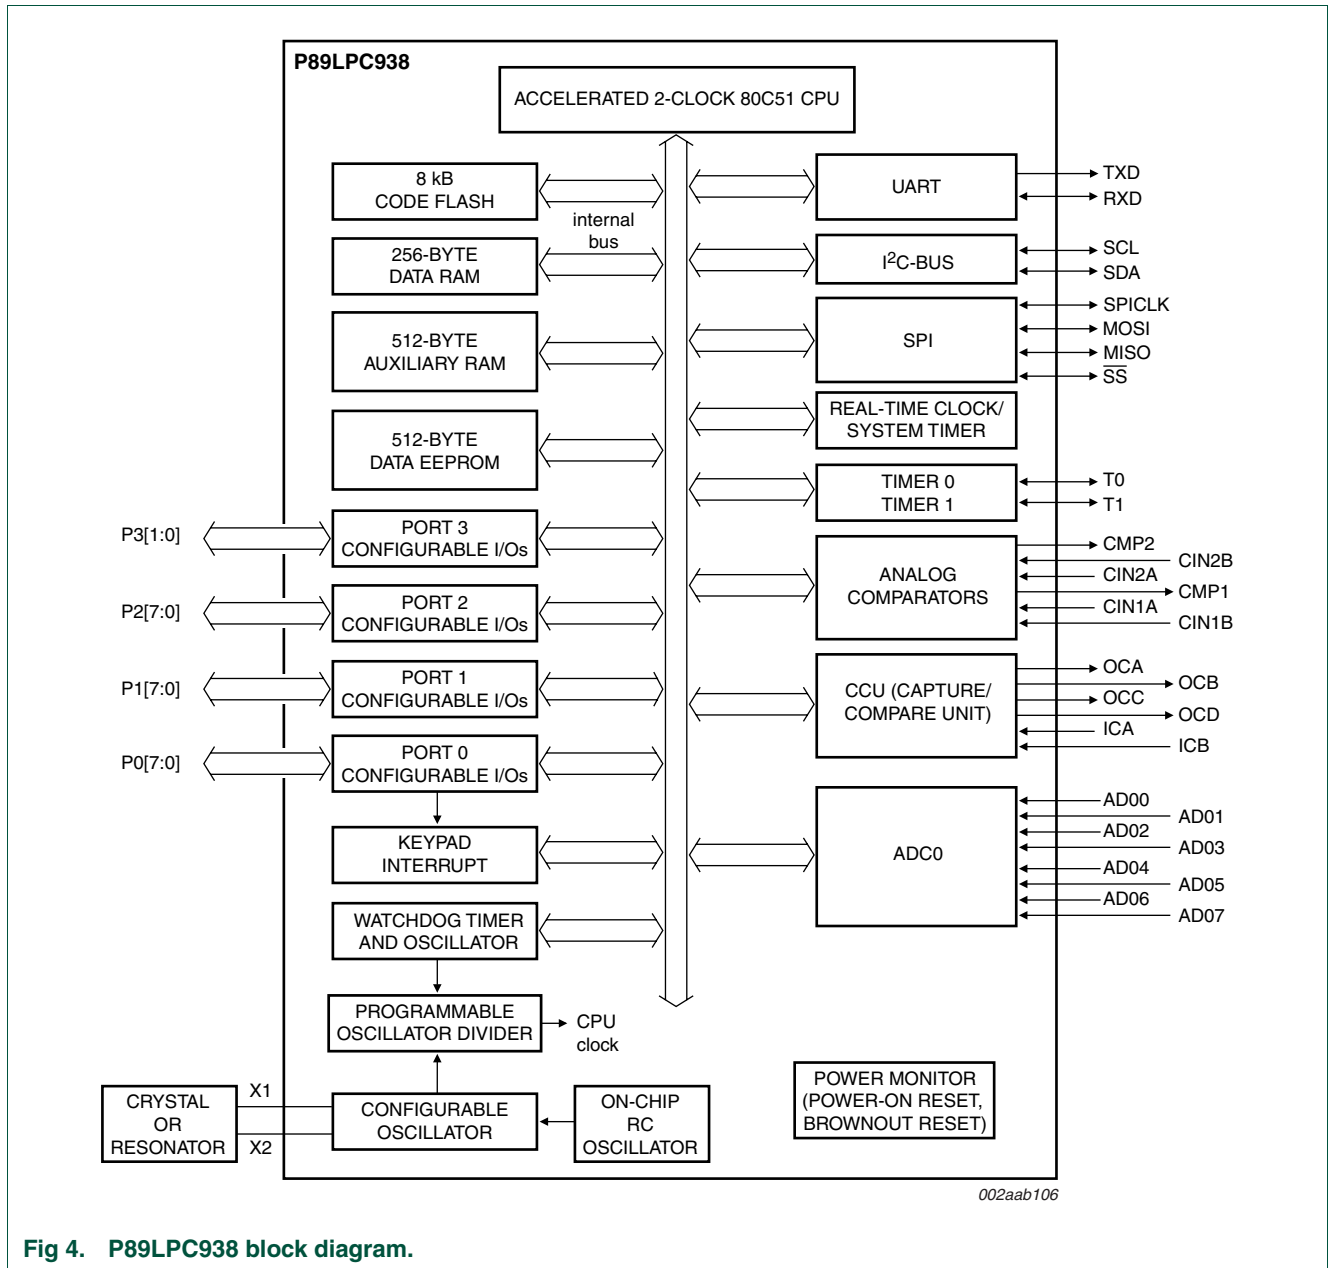 P89LPC938
ACCELERATED 2-CLOCK 80C51 CPU
8 kB
CODE FLASH
internal
bus
256-BYTE
DATA RAM
512-BYTE
AUXILIARY RAM
512-BYTE
DATA EEPROM
P3[1:0]
PORT 3
CONFIGURABLE I/Os
P2[7:0]
PORT 2
CONFIGURABLE I/Os
P1[7:0]
PORT 1
CONFIGURABLE I/Os
P0[7:0]
PORT 0
CONFIGURABLE I/Os
KEYPAD
INTERRUPT
WATCHDOG TIMER
AND OSCILLATOR
PROGRAMMABLE
OSCILLATOR DIVIDER
CPU
clock
CRYSTAL
OR
RESONATOR
X1
X2
CONFIGURABLE
OSCILLATOR
ON-CHIP
RC
OSCILLATOR
UART
TXD
RXD
I²C-BUS
SCL
SDA
SPI
SPICLK
MOSI
MISO
S̅S̅
REAL-TIME CLOCK/
SYSTEM TIMER
TIMER 0
TIMER 1
T0
T1
ANALOG
COMPARATORS
CMP2
CIN2B
CIN2A
CMP1
CIN1A
CIN1B
CCU (CAPTURE/
COMPARE UNIT)
OCA
OCB
OCC
OCD
ICA
ICB
ADC0
AD00
AD01
AD02
AD03
AD04
AD05
AD06
AD07
POWER MONITOR
(POWER-ON RESET,
BROWNOUT RESET)
002aab106
Fig 4. P89LPC938 block diagram.